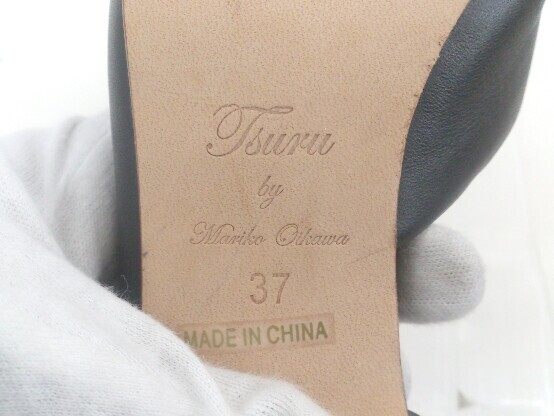 Tsuru
by
Mariko Oikawa
37
MADE IN CHINA